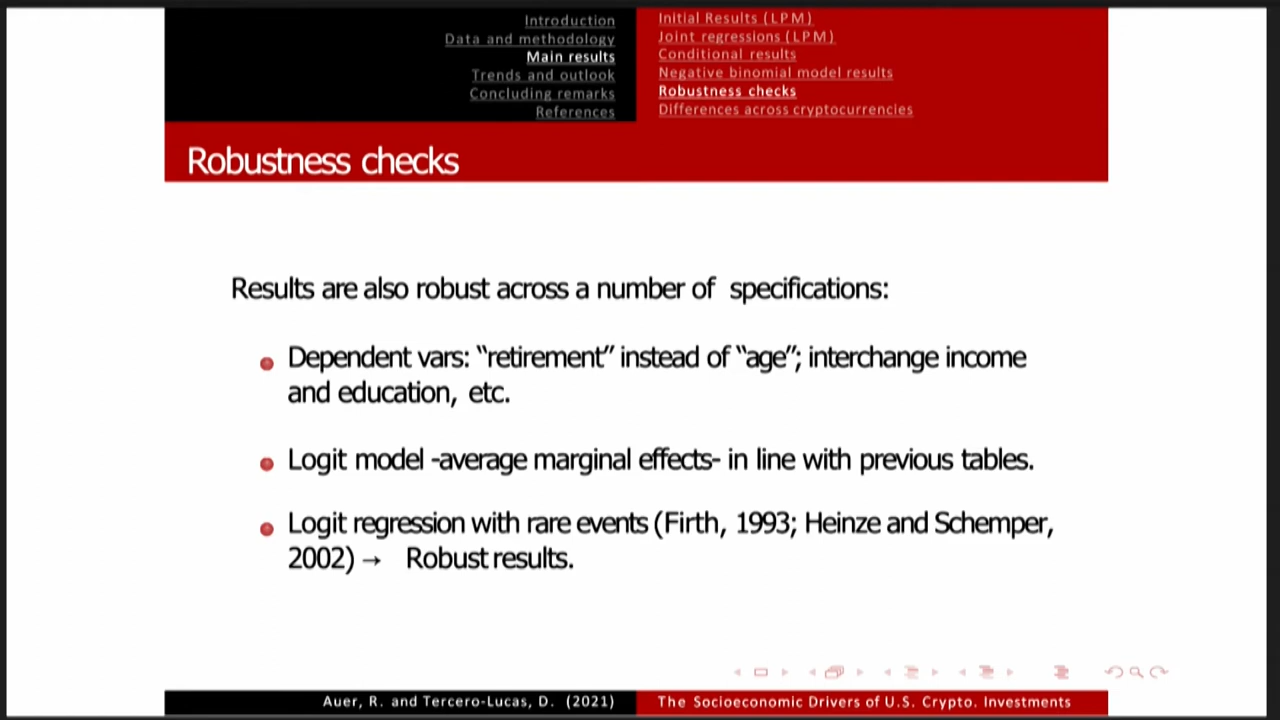 Introduction
Data and methodology
Main results
Trends and outlook
Concluding remarks
References
Initial Results (LPM)
Joint regressions (LPM)
Conditional results
Negative binomial model results
Robustness checks
Differences across cryptocurrencies
Robustness checks
Results are also robust across a number of specifications:
Dependent vars: “retirement” instead of “age”; interchange income
and education, etc.
Logit model -average marginal effects- in line with previous tables.
Logit regression with rare events (Firth, 1993; Heinze and Schemper,
2002) → Robust results.
Auer, R. and Tercero-Lucas, D. (2021)
The Socioeconomic Drivers of U.S. Crypto. Investments